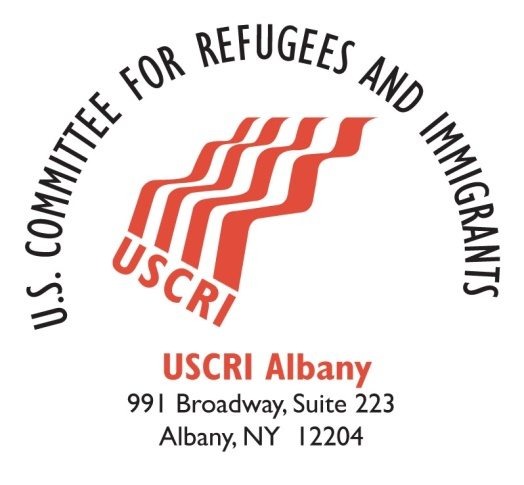 U.S. COMMITTEE FOR REFUGEES AND IMMIGRANTS
USCRI
USCRI Albany
991 Broadway, Suite 223
Albany, NY  12204